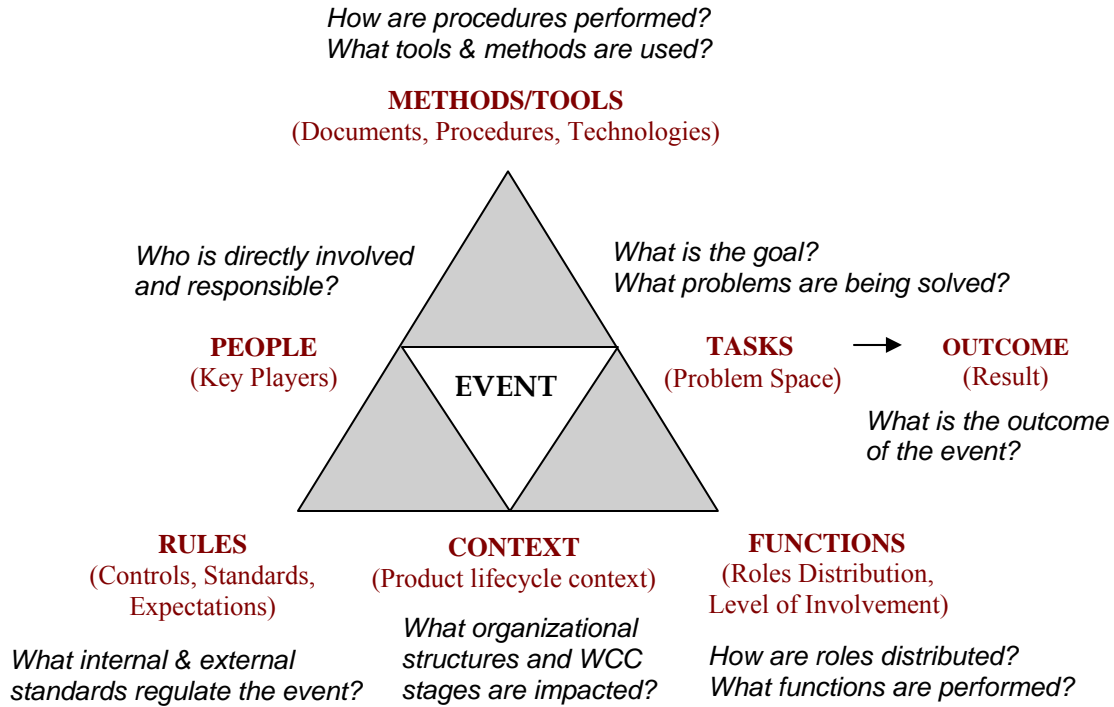 How are procedures performed?
What tools & methods are used?
METHODS/TOOLS
(Documents, Procedures, Technologies)
Who is directly involved
and responsible?
What is the goal?
What problems are being solved?
PEOPLE
(Key Players)
EVENT
TASKS
(Problem Space)
OUTCOME
(Result)
What is the outcome
of the event?
RULES
(Controls, Standards,
Expectations)
What internal & external
standards regulate the event?
CONTEXT
(Product lifecycle context)
What organizational
structures and WCC
stages are impacted?
FUNCTIONS
(Roles Distribution,
Level of Involvement)
How are roles distributed?
What functions are performed?